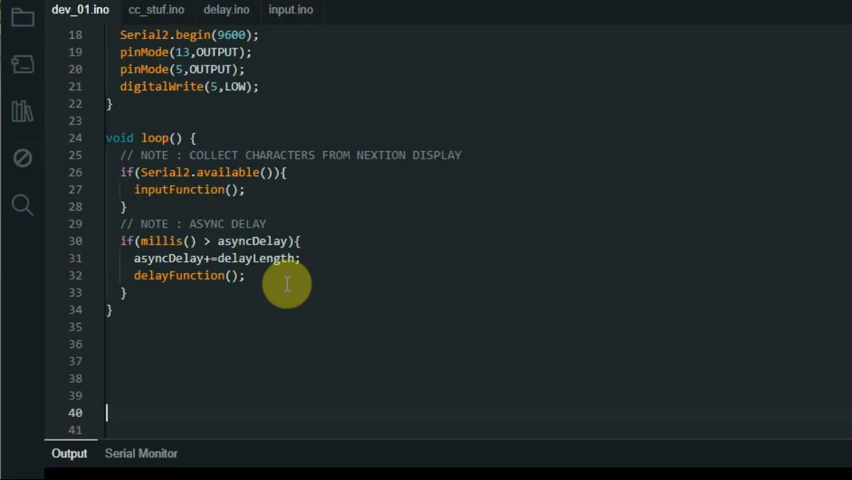 dev_01.ino cc_stuf.ino delay.ino input.ino
18 Serial2.begin(9600);
19 pinMode(13,OUTPUT);
20 pinMode(5,OUTPUT);
21 digitalWrite(5,LOW);
22 }
23
24 void loop() {
25 // NOTE : COLLECT CHARACTERS FROM NEXTION DISPLAY
26 if(Serial2.available()){
27 inputFunction();
28 }
29 // NOTE : ASYNC DELAY
30 if(millis() > asyncDelay){
31 asyncDelay+=delayLength;
32 delayFunction();
33 }
34 }
35
36
37
38
39
40
41
Output Serial Monitor